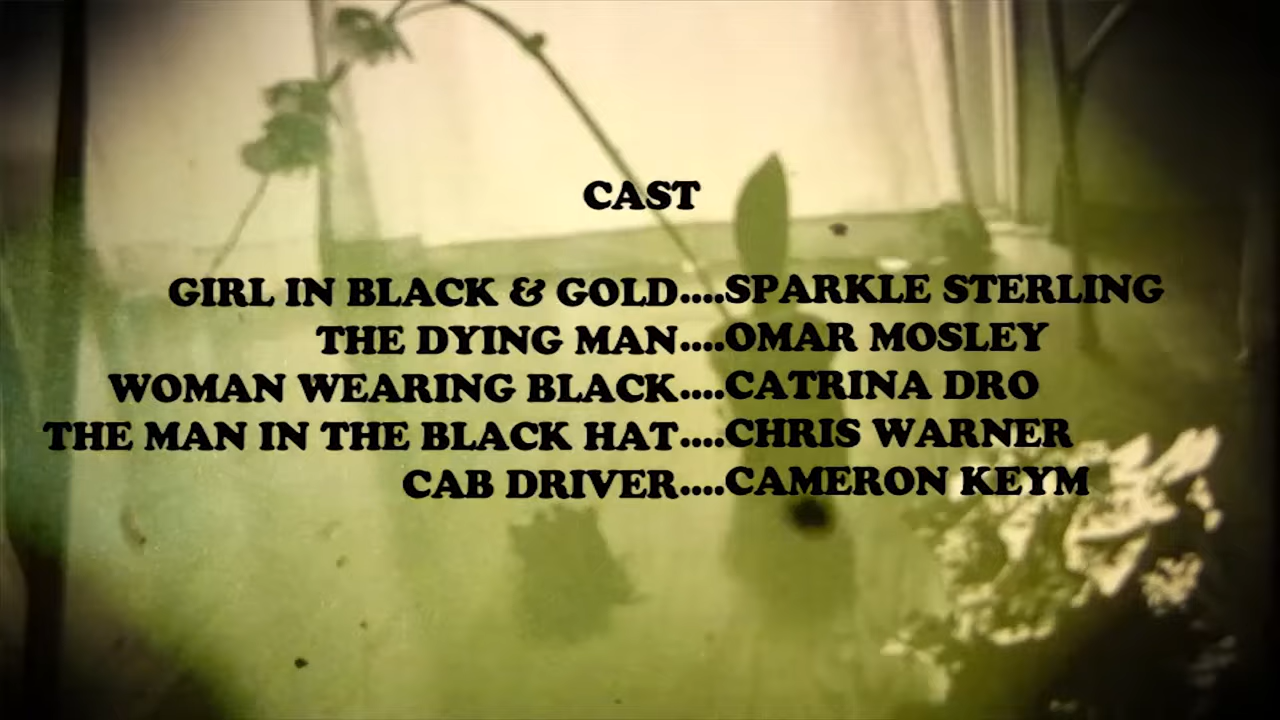 CAST
GIRL IN BLACK & GOLD....SPARKLE STERLING
THE DYING MAN....OMAR MOSLEY
WOMAN WEARING BLACK....CATRINA DRO
THE MAN IN THE BLACK HAT....CHRIS WARNER
CAB DRIVER....CAMERON KEYM